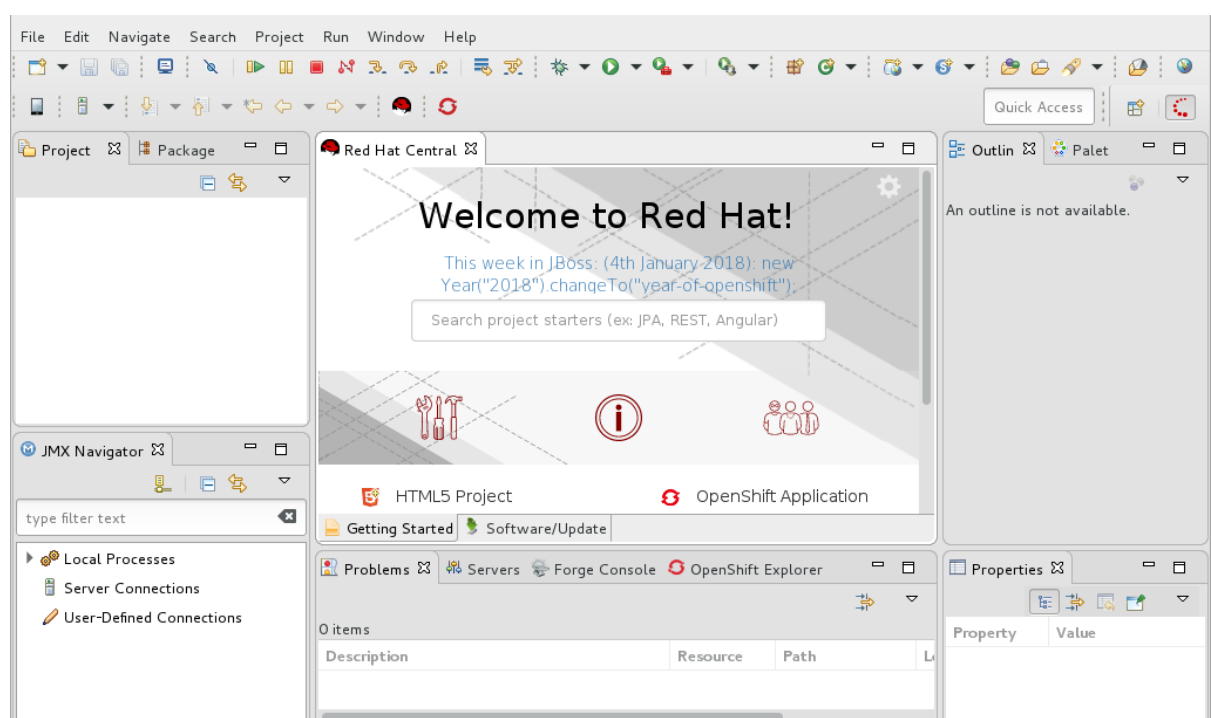 File Edit Navigate Search Project Run Window Help
Quick Access
Project Package
Red Hat Central
Outlin Palet
Welcome to Red Hat!
An outline is not available.
This week in JBoss: (4th January 2018): new
Year("2018").changeTo("year-of-openshift");
Search project starters (ex: JPA, REST, Angular)
JMX Navigator
type filter text
HTML5 Project OpenShift Application
Getting Started Software/Update
Local Processes
Server Connections
User-Defined Connections
Problems Servers Forge Console OpenShift Explorer
Properties
0 items
Property Value
Description Resource Path